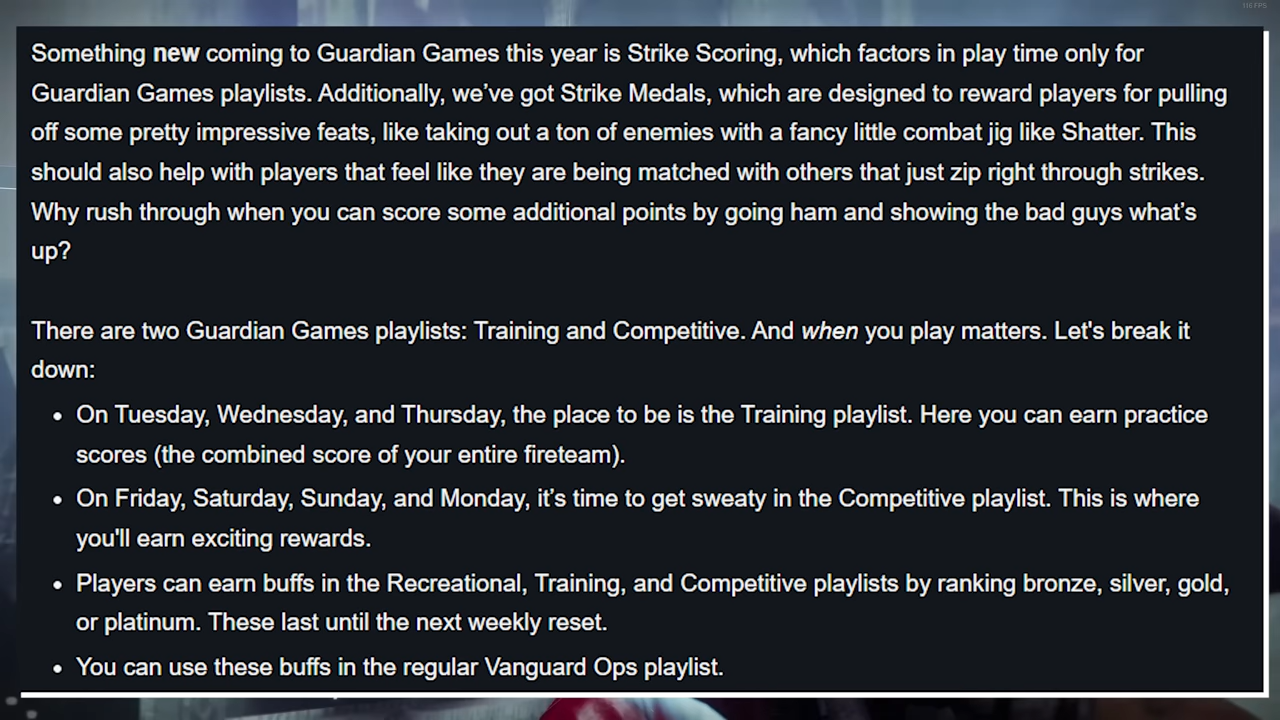 116 FPS
Something new coming to Guardian Games this year is Strike Scoring, which factors in play time only for
Guardian Games playlists. Additionally, we’ve got Strike Medals, which are designed to reward players for pulling
off some pretty impressive feats, like taking out a ton of enemies with a fancy little combat jig like Shatter. This
should also help with players that feel like they are being matched with others that just zip right through strikes.
Why rush through when you can score some additional points by going ham and showing the bad guys what’s
up?
There are two Guardian Games playlists: Training and Competitive. And when you play matters. Let's break it
down:
• On Tuesday, Wednesday, and Thursday, the place to be is the Training playlist. Here you can earn practice
scores (the combined score of your entire fireteam).
• On Friday, Saturday, Sunday, and Monday, it’s time to get sweaty in the Competitive playlist. This is where
you'll earn exciting rewards.
• Players can earn buffs in the Recreational, Training, and Competitive playlists by ranking bronze, silver, gold,
or platinum. These last until the next weekly reset.
• You can use these buffs in the regular Vanguard Ops playlist.